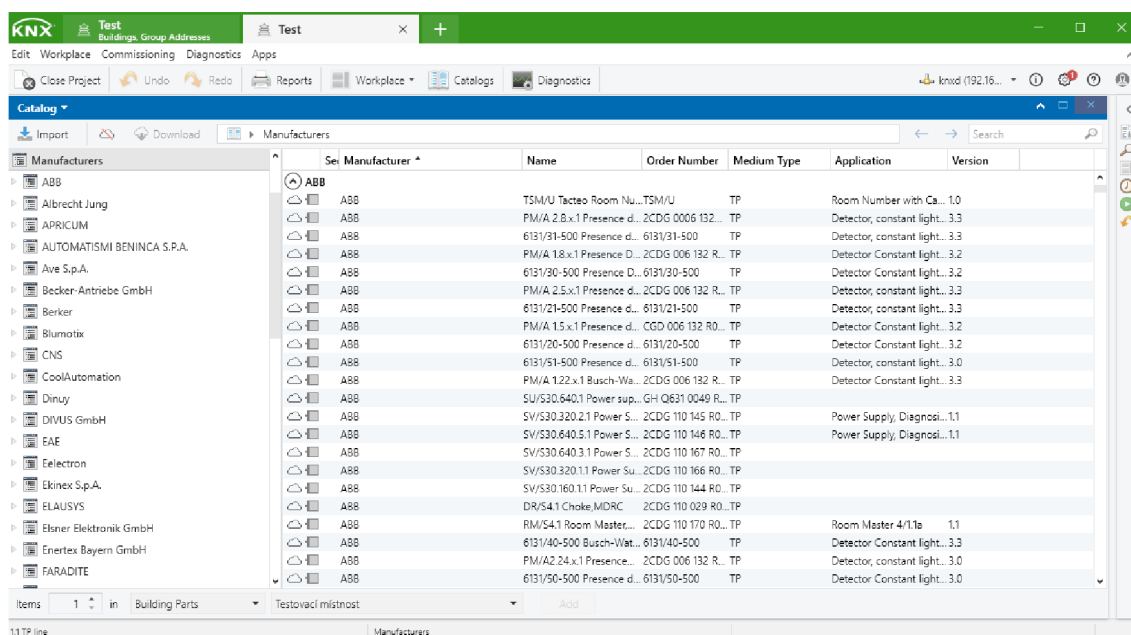 KNX Test Test × +
Buildings, Group Addresses
Edit Workplace Commissioning Diagnostics Apps
Close Project Undo Redo Reports Workplace Catalogs Diagnostics knxd (192.16...
Catalog
Import Download Manufacturers Search
Manufacturers
ABB
Albrecht Jung
APRICUM
AUTOMATISMI BENINCA S.P.A.
Ave S.p.A.
Becker-Antriebe GmbH
Berker
Blumotix
CNS
CoolAutomation
Dinuy
DIVUS GmbH
EAE
Eelectron
Ekinex S.p.A.
ELAUSYS
Elsner Elektronik GmbH
Enertex Bayern GmbH
FARADITE
Sec Manufacturer Name Order Number Medium Type Application Version
ABB
ABB TSM/U Tacteo Room Nu... TSM/U TP Room Number with Ca... 1.0
ABB PM/A 2.8.x.1 Presence d... 2CDG 0006 132... TP Detector, constant light... 3.3
ABB 6131/31-500 Presence d... 6131/31-500 TP Detector, constant light... 3.3
ABB PM/A 1.8.x.1 Presence D... 2CDG 006 132 R... TP Detector, constant light... 3.2
ABB 6131/30-500 Presence D... 6131/30-500 TP Detector, constant light... 3.2
ABB PM/A 2.5.x.1 Presence d... 2CDG 006 132 R... TP Detector, constant light... 3.3
ABB 6131/21-500 Presence d... 6131/21-500 TP Detector, constant light... 3.3
ABB PM/A 1.5.x.1 Presence d... CGD 006 132 R0... TP Detector Constant light... 3.2
ABB 6131/20-500 Presence d... 6131/20-500 TP Detector Constant light... 3.2
ABB 6131/51-500 Presence d... 6131/51-500 TP Detector Constant light... 3.0
ABB PM/A 1.22.x.1 Busch-Wa... 2CDG 006 132 R... TP Detector Constant light... 3.3
ABB SU/S30.640.1 Power sup... GH Q631 0049 R... TP
ABB SV/S30.320.2.1 Power S... 2CDG 110 145 R0... TP Power Supply, Diagnosi... 1.1
ABB SV/S30.640.5.1 Power S... 2CDG 110 146 R0... TP Power Supply, Diagnosi... 1.1
ABB SV/S30.640.3.1 Power S... 2CDG 110 167 R0... TP
ABB SV/S30.320.1.1 Power Su... 2CDG 110 166 R0... TP
ABB SV/S30.160.1.1 Power Su... 2CDG 110 144 R0... TP
ABB DR/S4.1 Choke,MDRC 2CDG 110 029 R0... TP
ABB RM/S4.1 Room Master,... 2CDG 110 170 R0... TP Room Master 4/1.1a 1.1
ABB 6131/40-500 Busch-Wat... 6131/40-500 TP Detector Constant light... 3.3
ABB PM/A2.24.x.1 Presence... 2CDG 006 132 R... TP Detector, constant light... 3.0
ABB 6131/50-500 Presence d... 6131/50-500 TP Detector Constant light... 3.0
Items 1 in Building Parts Testovací místnost Add
1.1 TP line Manufacturers